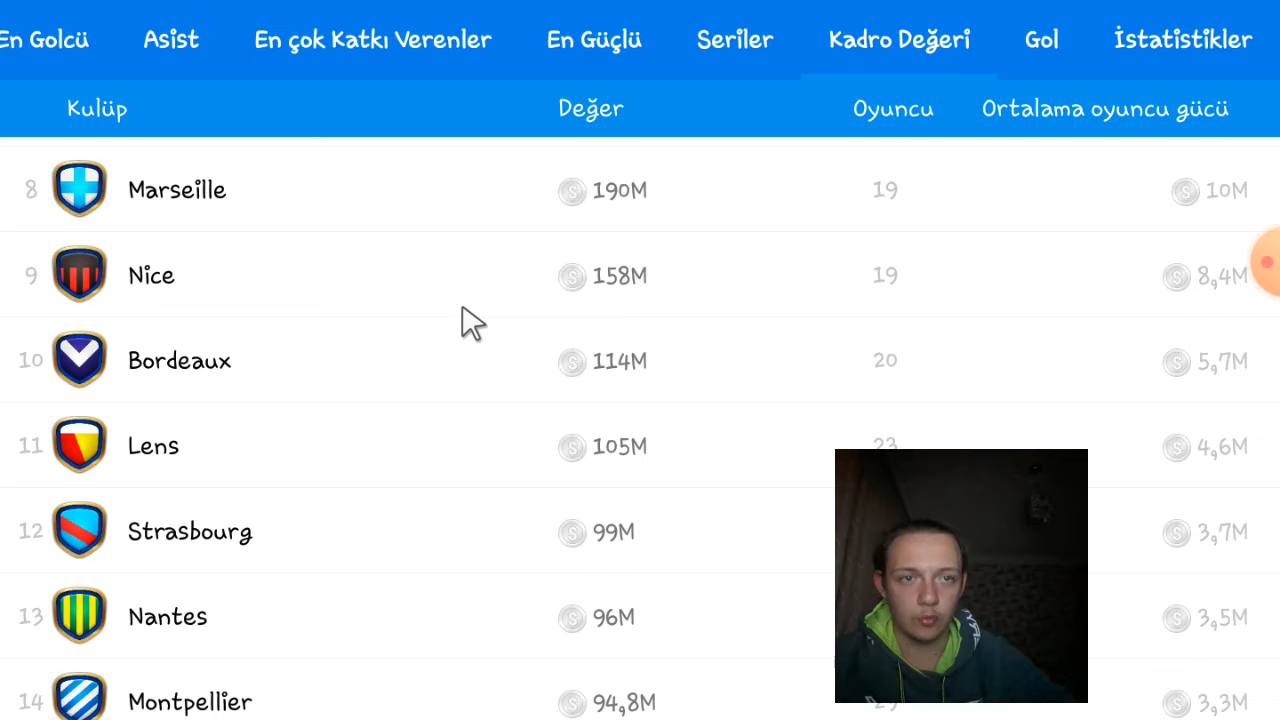 En Golcü Asist En çok Katkı Verenler En Güçlü Seriler Kadro Değeri Gol İstatistikler
Kulüp Değer Oyuncu Ortalama oyuncu gücü
8 Marseille 190M 19 10M
9 Nice 158M 19 8,4M
10 Bordeaux 114M 20 5,7M
11 Lens 105M 23 4,6M
12 Strasbourg 99M 3,7M
13 Nantes 96M 3,5M
14 Montpellier 94,8M 3,3M